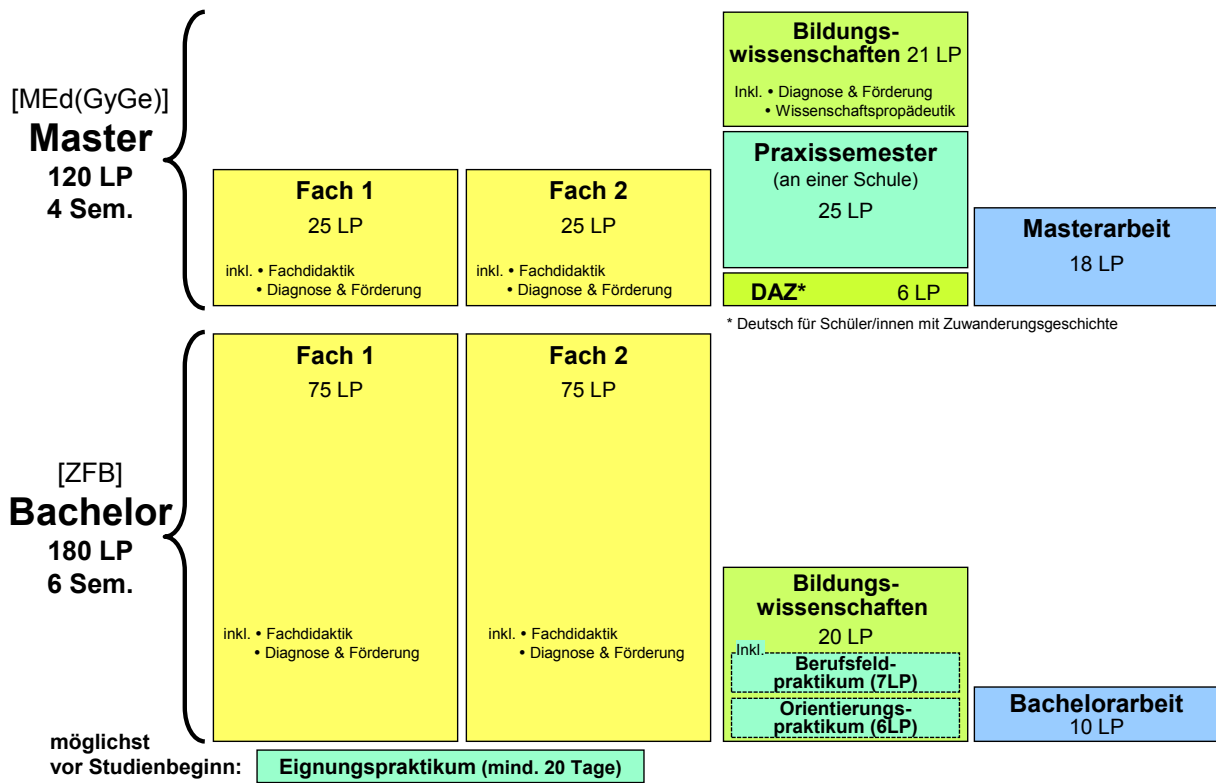 [MEd(GyGe)]
Master
120 LP
4 Sem.
Fach 1
25 LP
inkl. • Fachdidaktik
• Diagnose & Förderung
Fach 2
25 LP
inkl. • Fachdidaktik
• Diagnose & Förderung
Bildungs-
wissenschaften 21 LP
Inkl. • Diagnose & Förderung
• Wissenschaftspropädeutik
Praxissemester
(an einer Schule)
25 LP
DAZ* 6 LP
Masterarbeit
18 LP
* Deutsch für Schüler/innen mit Zuwanderungsgeschichte
[ZFB]
Bachelor
180 LP
6 Sem.
Fach 1
75 LP
inkl. • Fachdidaktik
• Diagnose & Förderung
Fach 2
75 LP
inkl. • Fachdidaktik
• Diagnose & Förderung
Bildungs-
wissenschaften
20 LP
Inkl.
Berufsfeld-
praktikum (7LP)
Orientierungs-
praktikum (6LP)
Bachelorarbeit
10 LP
möglichst
vor Studienbeginn: Eignungspraktikum (mind. 20 Tage)